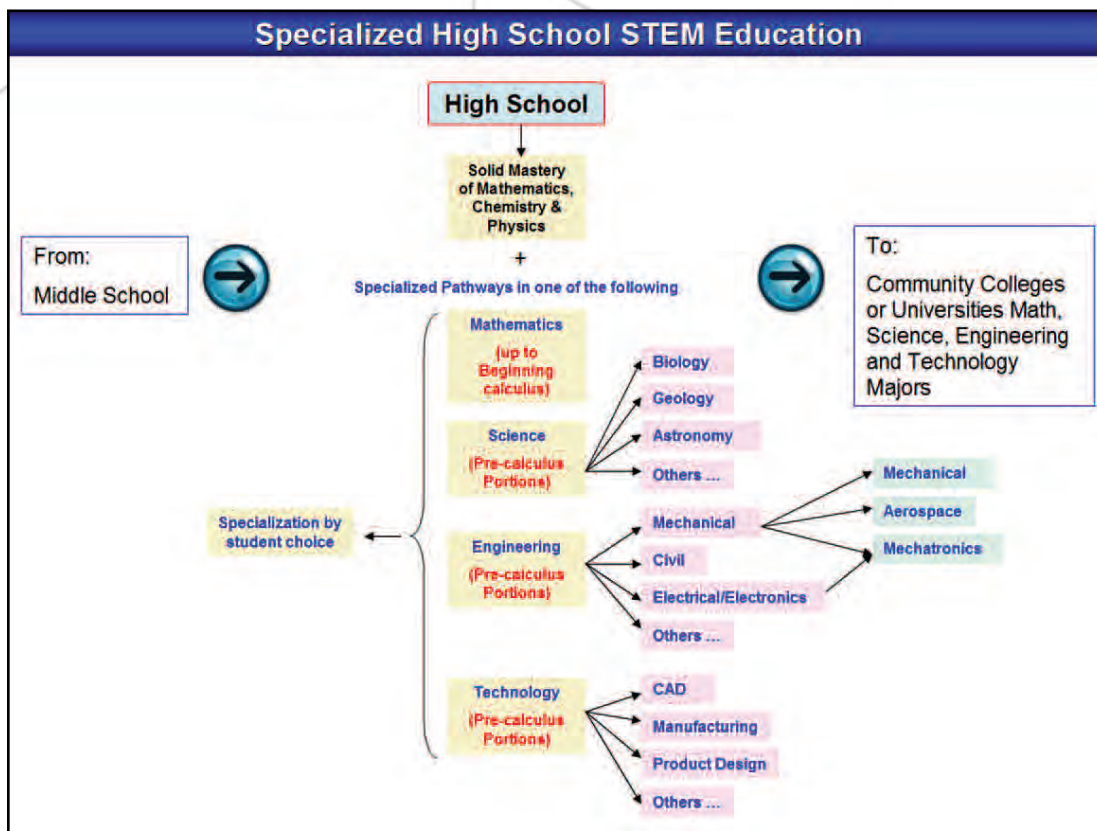 Specialized High School STEM Education
High School
Solid Mastery
of Mathematics,
Chemistry &
Physics
From:
Middle School
To:
Community Colleges
or Universities Math,
Science, Engineering
and Technology
Majors
+
Specialized Pathways in one of the following
Mathematics
(up to
Beginning
calculus)
Science
(Pre-calculus
Portions)
Biology
Geology
Astronomy
Others ...
Specialization by
student choice
Engineering
(Pre-calculus
Portions)
Mechanical
Civil
Electrical/Electronics
Others ...
Mechanical
Aerospace
Mechatronics
Technology
(Pre-calculus
Portions)
CAD
Manufacturing
Product Design
Others ...